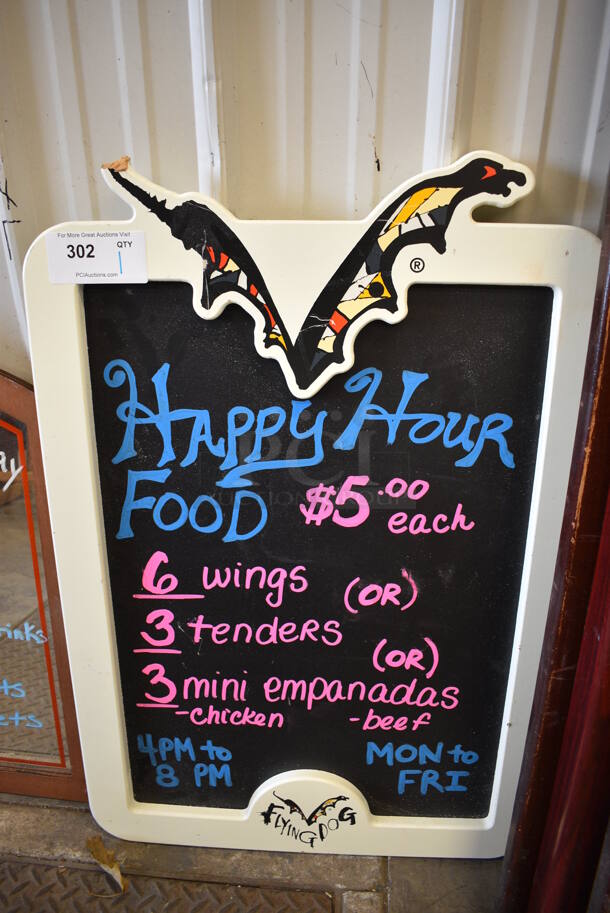 For More Great Auctions Visit
302
QTY
1
PCIAuctions.com
®
HAPPY HOUR
FOOD $5.00 each
6 wings (OR)
3 tenders (OR)
3 mini empanadas
-chicken -beef
4PM to
8 PM
MON to
FRI
FLYING DOG
PCI